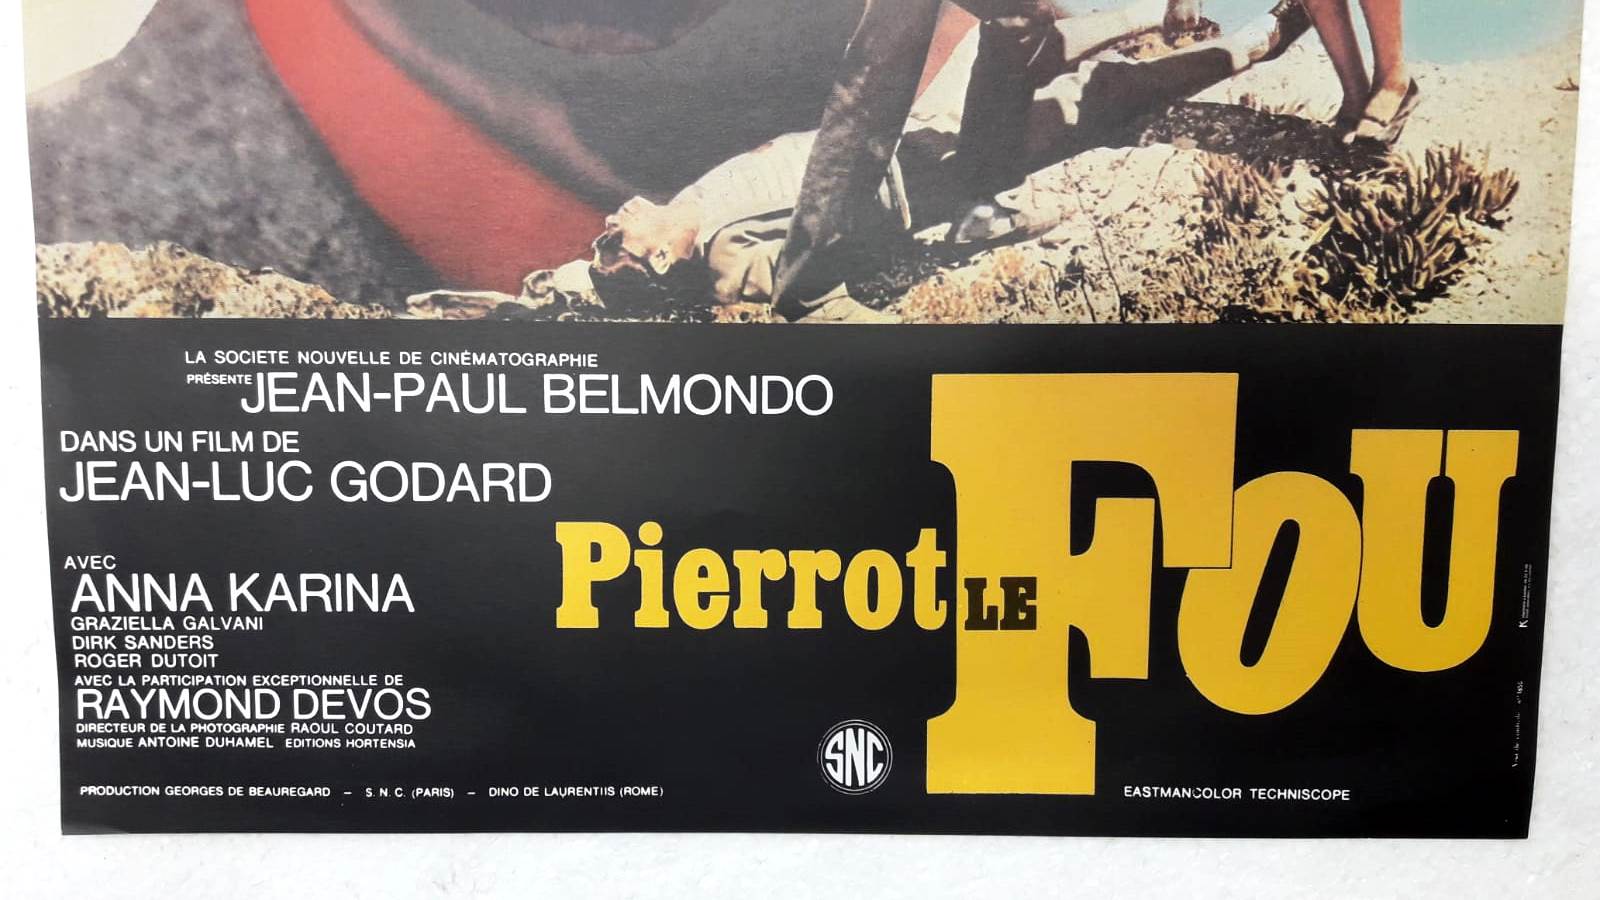 LA SOCIETE NOUVELLE DE CINÉMATOGRAPHIE
PRÉSENTE JEAN-PAUL BELMONDO
DANS UN FILM DE
JEAN-LUC GODARD
AVEC
ANNA KARINA
GRAZIELLA GALVANI
DIRK SANDERS
ROGER DUTOIT
AVEC LA PARTICIPATION EXCEPTIONNELLE DE
RAYMOND DEVOS
DIRECTEUR DE LA PHOTOGRAPHIE RAOUL COUTARD
MUSIQUE ANTOINE DUHAMEL EDITIONS HORTENSIA
PRODUCTION GEORGES DE BEAUREGARD – S.N.C. (PARIS) – DINO DE LAURENTIIS (ROME)
Pierrot LE FOU
SNC
EASTMANCOLOR TECHNISCOPE